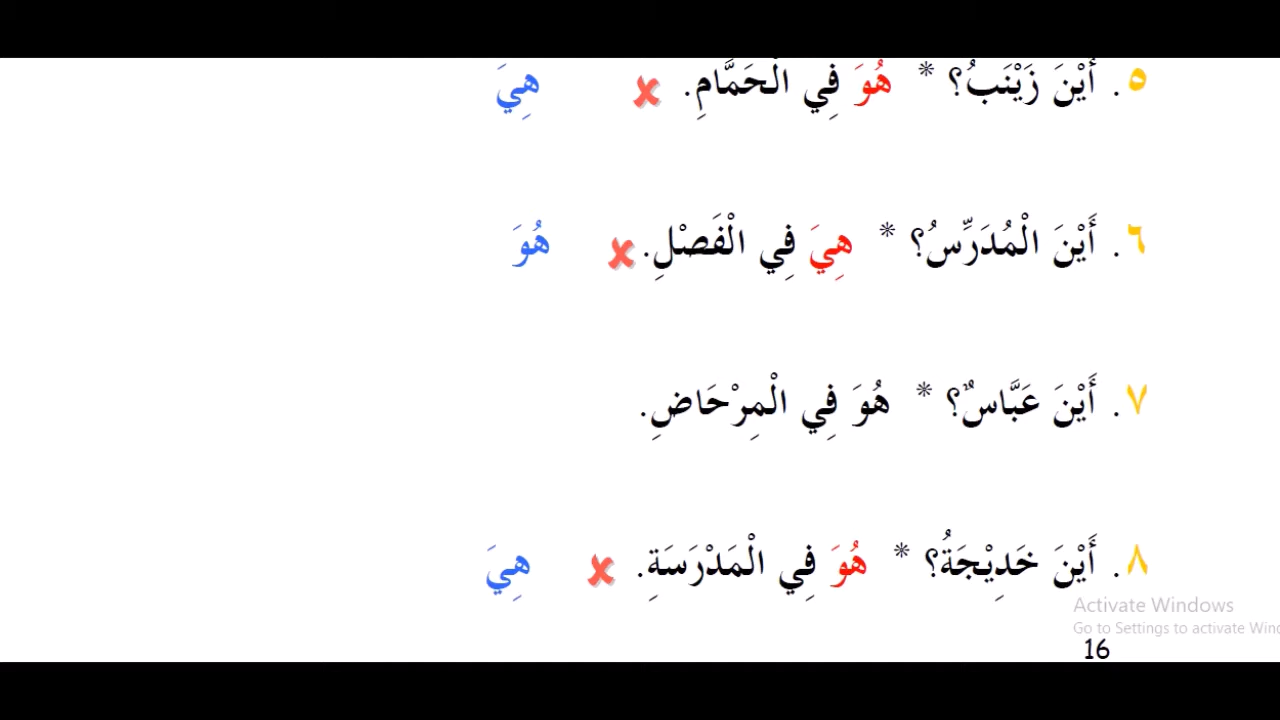 ٥. أَيْنَ زَيْنَبُ؟ * هُوَ فِي الْحَمَّامِ. ✘ هِيَ
٦. أَيْنَ الْمُدَرِّسُ؟ * هِيَ فِي الْفَصْلِ. ✘ هُوَ
٧. أَيْنَ عَبَّاسٌ؟ * هُوَ فِي الْمِرْحَاضِ.
٨. أَيْنَ خَدِيْجَةُ؟ * هُوَ فِي الْمَدْرَسَةِ. ✘ هِيَ
Activate Windows
Go to Settings to activate Win
16